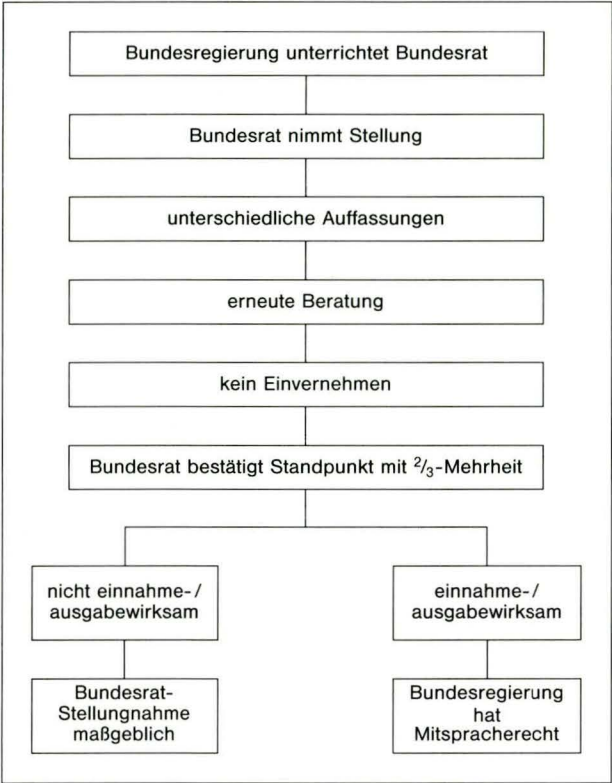 Bundesregierung unterrichtet Bundesrat
Bundesrat nimmt Stellung
unterschiedliche Auffassungen
erneute Beratung
kein Einvernehmen
Bundesrat bestätigt Standpunkt mit 2/3-Mehrheit
nicht einnahme-/
ausgabewirksam
Bundesrat-
Stellungnahme
maßgeblich
einnahme-/
ausgabewirksam
Bundesregierung
hat
Mitspracherecht